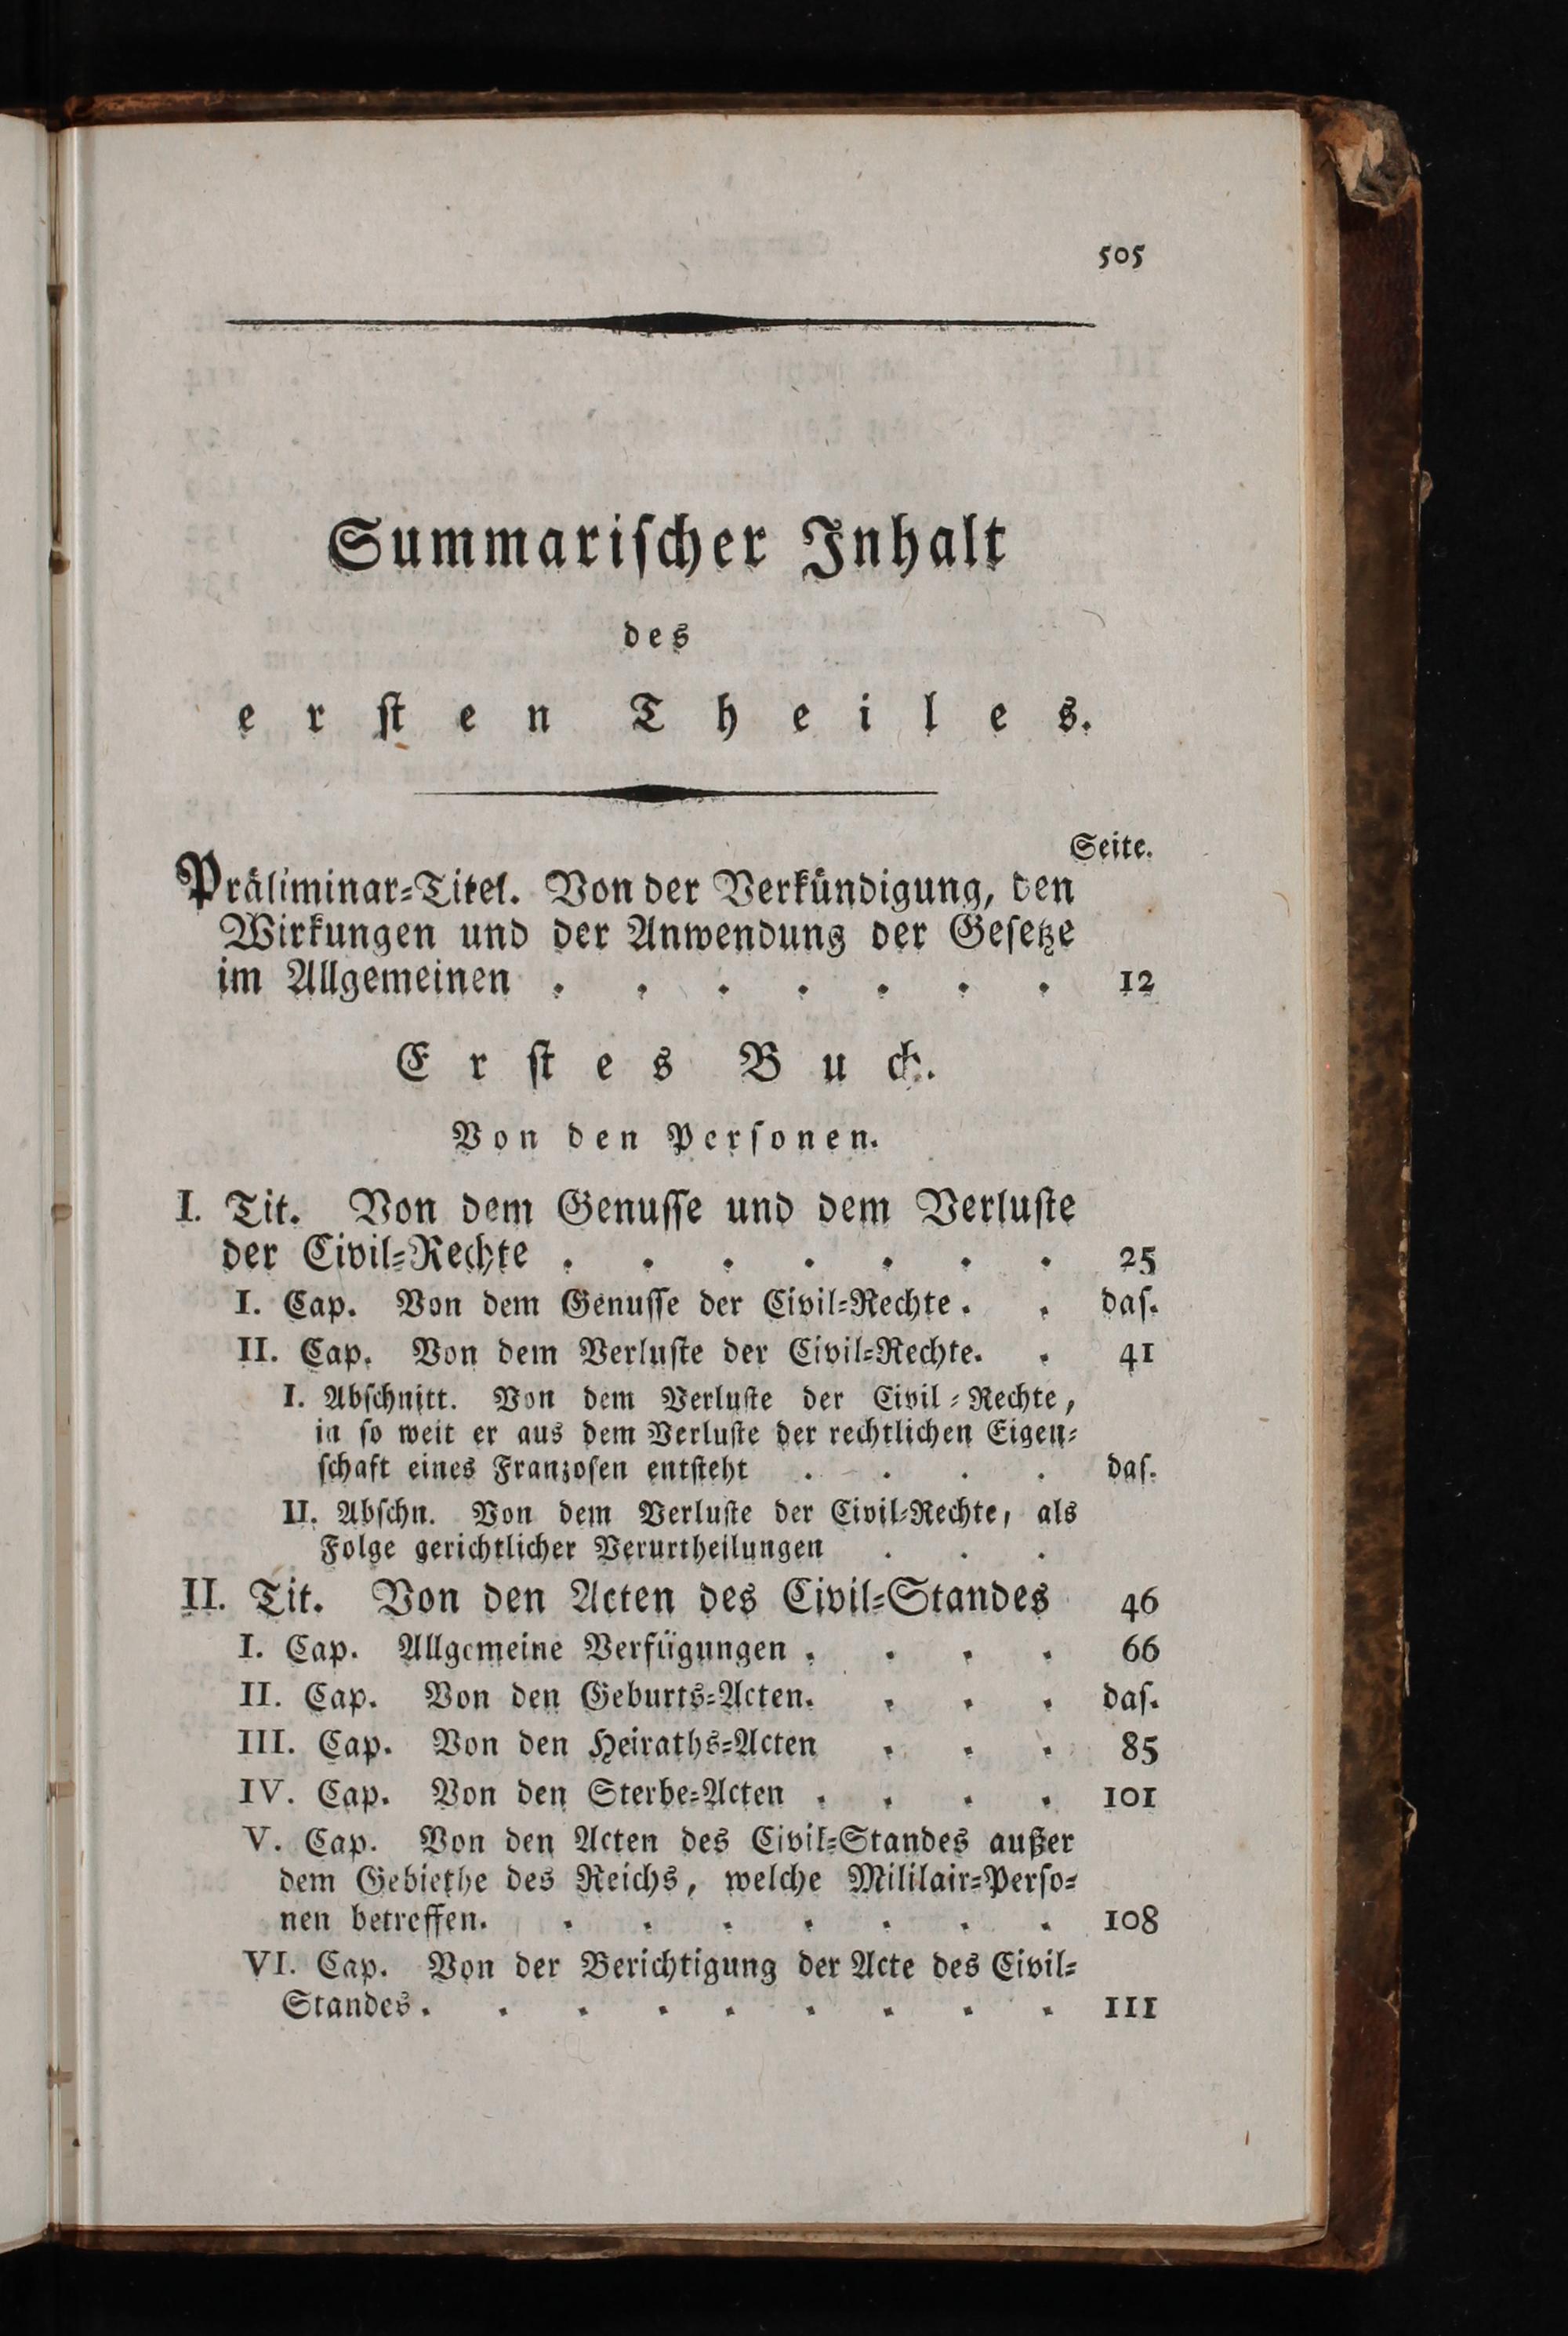 505
Summarischer Inhalt
des
ersten Theiles.
Seite.
Präliminar-Titel. Von der Verkündigung, den
Wirkungen und der Anwendung der Gesetze
im Allgemeinen . . . . . . . 12
Erstes Buch.
Von den Personen.
I. Tit. Von dem Genusse und dem Verluste
der Civil-Rechte . . . . . . . 25
I. Cap. Von dem Genusse der Civil-Rechte. . das.
II. Cap. Von dem Verluste der Civil-Rechte. . 41
I. Abschnitt. Von dem Verluste der Civil-Rechte,
in so weit er aus dem Verluste der rechtlichen Eigen-
schaft eines Franzosen entsteht . . . . das.
II. Abschn. Von dem Verluste der Civil-Rechte, als
Folge gerichtlicher Verurtheilungen . . .
II. Tit. Von den Acten des Civil-Standes 46
I. Cap. Allgemeine Verfügungen . . . . 66
II. Cap. Von den Geburts-Acten. . . . das.
III. Cap. Von den Heiraths-Acten . . . 85
IV. Cap. Von den Sterbe-Acten . . . . 101
V. Cap. Von den Acten des Civil-Standes außer
dem Gebiethe des Reichs, welche Mililair-Perso-
nen betreffen. . . . . . . . 108
VI. Cap. Von der Berichtigung der Acte des Civil-
Standes. . . . . . . . . 111